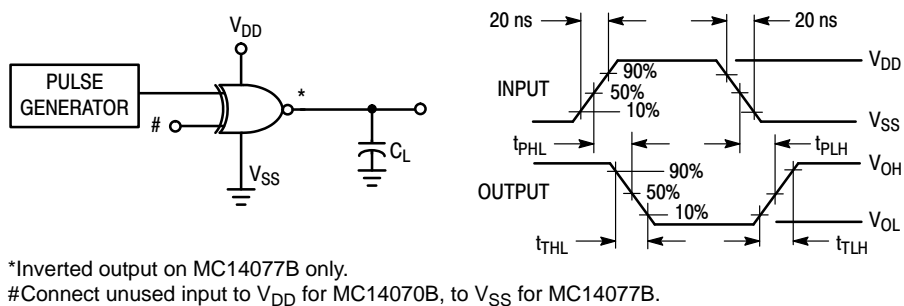 V_DD
PULSE
GENERATOR
*
#
C_L
V_SS
20 ns
20 ns
INPUT
90%
50%
10%
V_DD
V_SS
t_PHL
t_PLH
OUTPUT
90%
50%
10%
V_OH
V_OL
t_THL
t_TLH
*Inverted output on MC14077B only.
#Connect unused input to V_DD for MC14070B, to V_SS for MC14077B.